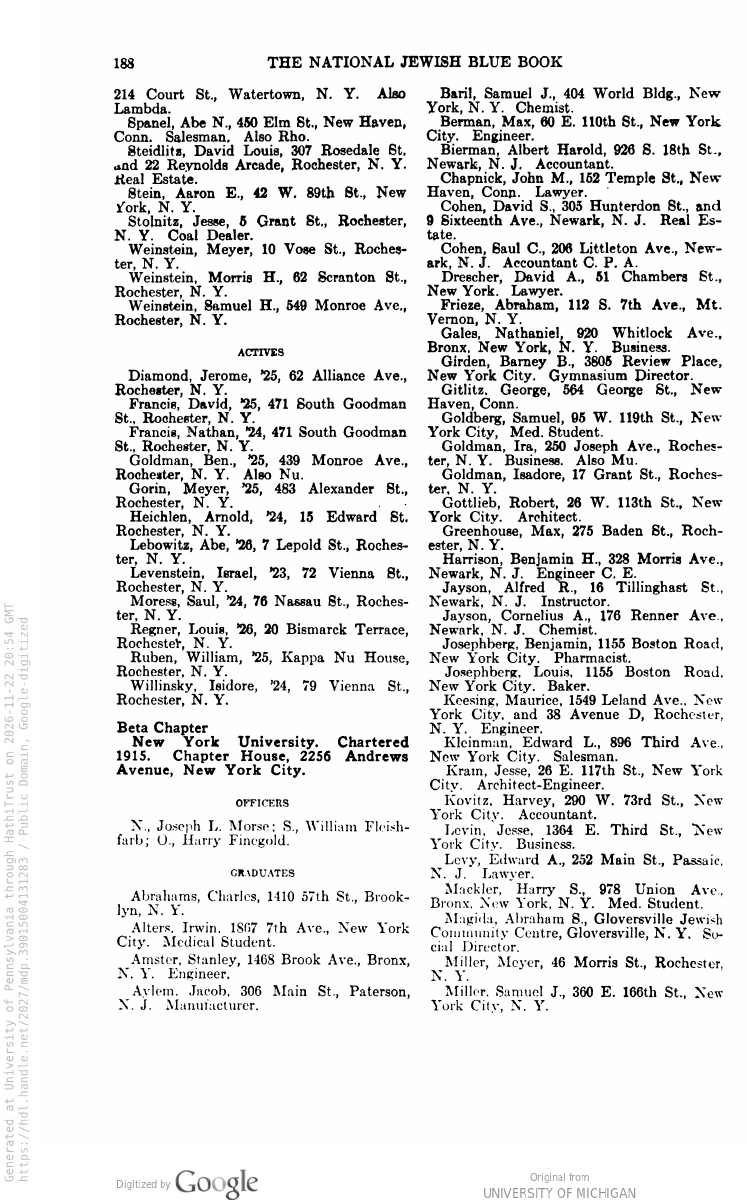 188
THE NATIONAL JEWISH BLUE BOOK
214 Court St., Watertown, N. Y. Also
Lambda.
Spanel, Abe N., 450 Elm St., New Haven,
Conn. Salesman. Also Rho.
Steidlitz, David Louis, 307 Rosedale St.
and 22 Reynolds Arcade, Rochester, N. Y.
Real Estate.
Stein, Aaron E., 42 W. 89th St., New
York, N. Y.
Stolnitz, Jesse, 5 Grant St., Rochester,
N. Y. Coal Dealer.
Weinstein, Meyer, 10 Vose St., Roches-
ter, N. Y.
Weinstein, Morris H., 62 Scranton St.,
Rochester, N. Y.
Weinstein, Samuel H., 549 Monroe Ave.,
Rochester, N. Y.
ACTIVES
Diamond, Jerome, '25, 62 Alliance Ave.,
Rochester, N. Y.
Francis, David, '25, 471 South Goodman
St., Rochester, N. Y.
Francis, Nathan, '24, 471 South Goodman
St., Rochester, N. Y.
Goldman, Ben., '25, 439 Monroe Ave.,
Rochester, N. Y. Also Nu.
Gorin, Meyer, '25, 483 Alexander St.,
Rochester, N. Y.
Heichlen, Arnold, '24, 15 Edward St.
Rochester, N. Y.
Lebowitz, Abe, '26, 7 Lepold St., Roches-
ter, N. Y.
Levenstein, Israel, '23, 72 Vienna St.,
Rochester, N. Y.
Moress, Saul, '24, 76 Nassau St., Roches-
ter, N. Y.
Regner, Louis, '26, 20 Bismarck Terrace,
Rochester, N. Y.
Ruben, William, '25, Kappa Nu House,
Rochester, N. Y.
Willinsky, Isidore, '24, 79 Vienna St.,
Rochester, N. Y.
Beta Chapter
New York University. Chartered
1915. Chapter House, 2256 Andrews
Avenue, New York City.
OFFICERS
N., Joseph L. Morse; S., William Fleish-
farb; O., Harry Finegold.
GRADUATES
Abrahams, Charles, 1410 57th St., Brook-
lyn, N. Y.
Alters, Irwin, 1867 7th Ave., New York
City. Medical Student.
Amster, Stanley, 1468 Brook Ave., Bronx,
N. Y. Engineer.
Aylem, Jacob, 306 Main St., Paterson,
N. J. Manufacturer.
Baril, Samuel J., 404 World Bldg., New
York, N. Y. Chemist.
Berman, Max, 60 E. 110th St., New York
City. Engineer.
Bierman, Albert Harold, 926 S. 18th St.,
Newark, N. J. Accountant.
Chapnick, John M., 152 Temple St., New
Haven, Conn. Lawyer.
Cohen, David S., 305 Hunterdon St., and
9 Sixteenth Ave., Newark, N. J. Real Es-
tate.
Cohen, Saul C., 206 Littleton Ave., New-
ark, N. J. Accountant C. P. A.
Drescher, David A., 51 Chambers St.,
New York. Lawyer.
Frieze, Abraham, 112 S. 7th Ave., Mt.
Vernon, N. Y.
Gales, Nathaniel, 920 Whitlock Ave.,
Bronx, New York, N. Y. Business.
Girden, Barney B., 3805 Review Place,
New York City. Gymnasium Director.
Gitlitz, George, 564 George St., New
Haven, Conn.
Goldberg, Samuel, 95 W. 119th St., New
York City, Med. Student.
Goldman, Ira, 250 Joseph Ave., Roches-
ter, N. Y. Business. Also Mu.
Goldman, Isadore, 17 Grant St., Roches-
ter, N. Y.
Gottlieb, Robert, 26 W. 113th St., New
York City. Architect.
Greenhouse, Max, 275 Baden St., Roch-
ester, N. Y.
Harrison, Benjamin H., 328 Morris Ave.,
Newark, N. J. Engineer C. E.
Jayson, Alfred R., 16 Tillinghast St.,
Newark, N. J. Instructor.
Jayson, Cornelius A., 176 Renner Ave.,
Newark, N. J. Chemist.
Josephberg, Benjamin, 1155 Boston Road,
New York City. Pharmacist.
Josephberg, Louis, 1155 Boston Road,
New York City. Baker.
Keesing, Maurice, 1549 Leland Ave., New
York City, and 38 Avenue D, Rochester,
N. Y. Engineer.
Kleinman, Edward L., 896 Third Ave.,
New York City. Salesman.
Kram, Jesse, 26 E. 117th St., New York
City. Architect-Engineer.
Kovitz, Harvey, 290 W. 73rd St., New
York City. Accountant.
Levin, Jesse, 1364 E. Third St., New
York City. Business.
Levy, Edward A., 252 Main St., Passaic,
N. J. Lawyer.
Mackler, Harry S., 978 Union Ave.,
Bronx, New York, N. Y. Med. Student.
Magida, Abraham S., Gloversville Jewish
Community Centre, Gloversville, N. Y. So-
cial Director.
Miller, Meyer, 46 Morris St., Rochester,
N. Y.
Miller, Samuel J., 360 E. 166th St., New
York City, N. Y.
Generated at University of Pennsylvania through HathiTrust on 2026-11-22 20:54 GMT
https://hdl.handle.net/2027/mdp.39015004131283 / Public Domain, Google-digitized
Digitized by Google
Original from
UNIVERSITY OF MICHIGAN